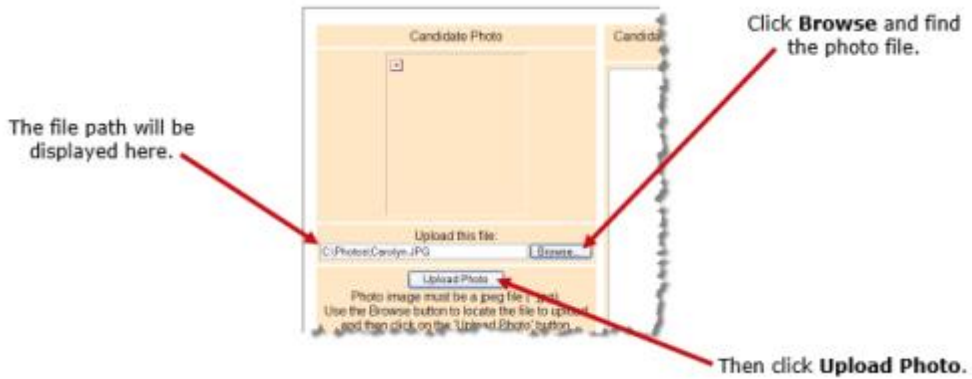 Candidate Photo
Click Browse and find
the photo file.
The file path will be
displayed here.
Upload this file:
C:\Photos\Carolyn.JPG
Browse...
Upload Photo
Photo image must be a jpeg file
Use the Browse button to locate the file to upload
and then click on the 'Upload Photo' button
Then click Upload Photo.